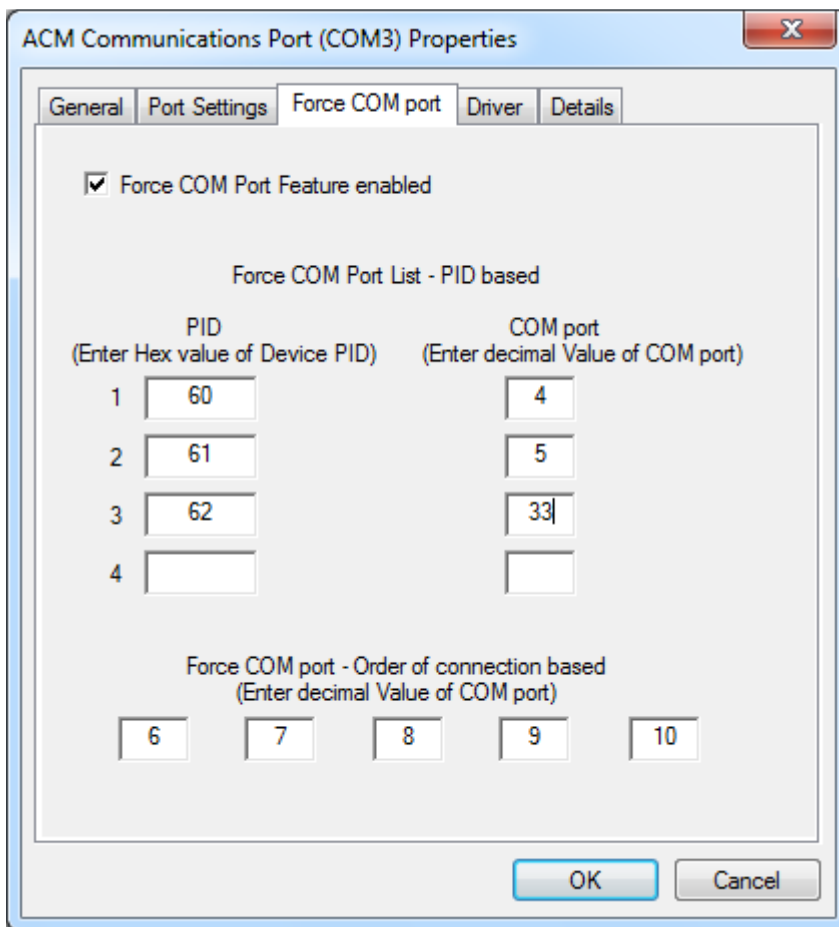 ACM Communications Port (COM3) Properties
General Port Settings Force COM port Driver Details
Force COM Port Feature enabled
Force COM Port List - PID based
PID COM port
(Enter Hex value of Device PID) (Enter decimal Value of COM port)
1 60 4
2 61 5
3 62 33
4
Force COM port - Order of connection based
(Enter decimal Value of COM port)
6 7 8 9 10
OK Cancel